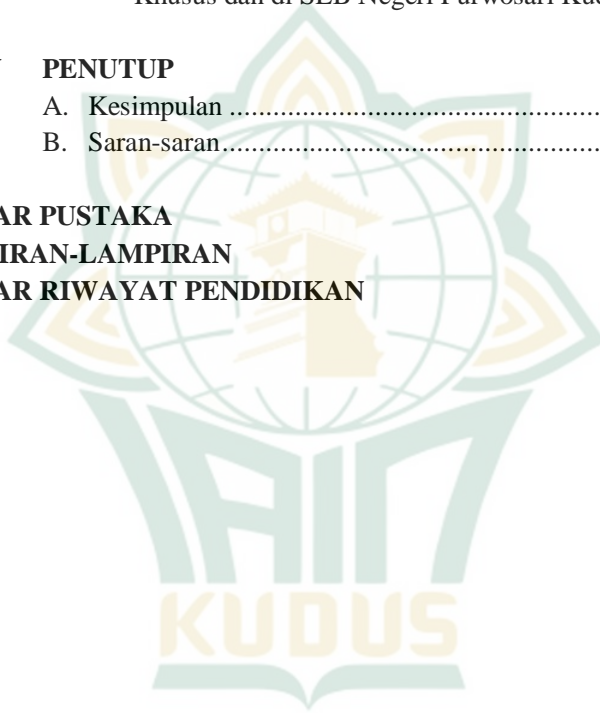 Khusus dan di SLB Negeri Purwosari Kud
PENUTUP
A. Kesimpulan ..................................................
B. Saran-saran...................................................
AR PUSTAKA
IRAN-LAMPIRAN
AR RIWAYAT PENDIDIKAN
IAIN
KUDUS